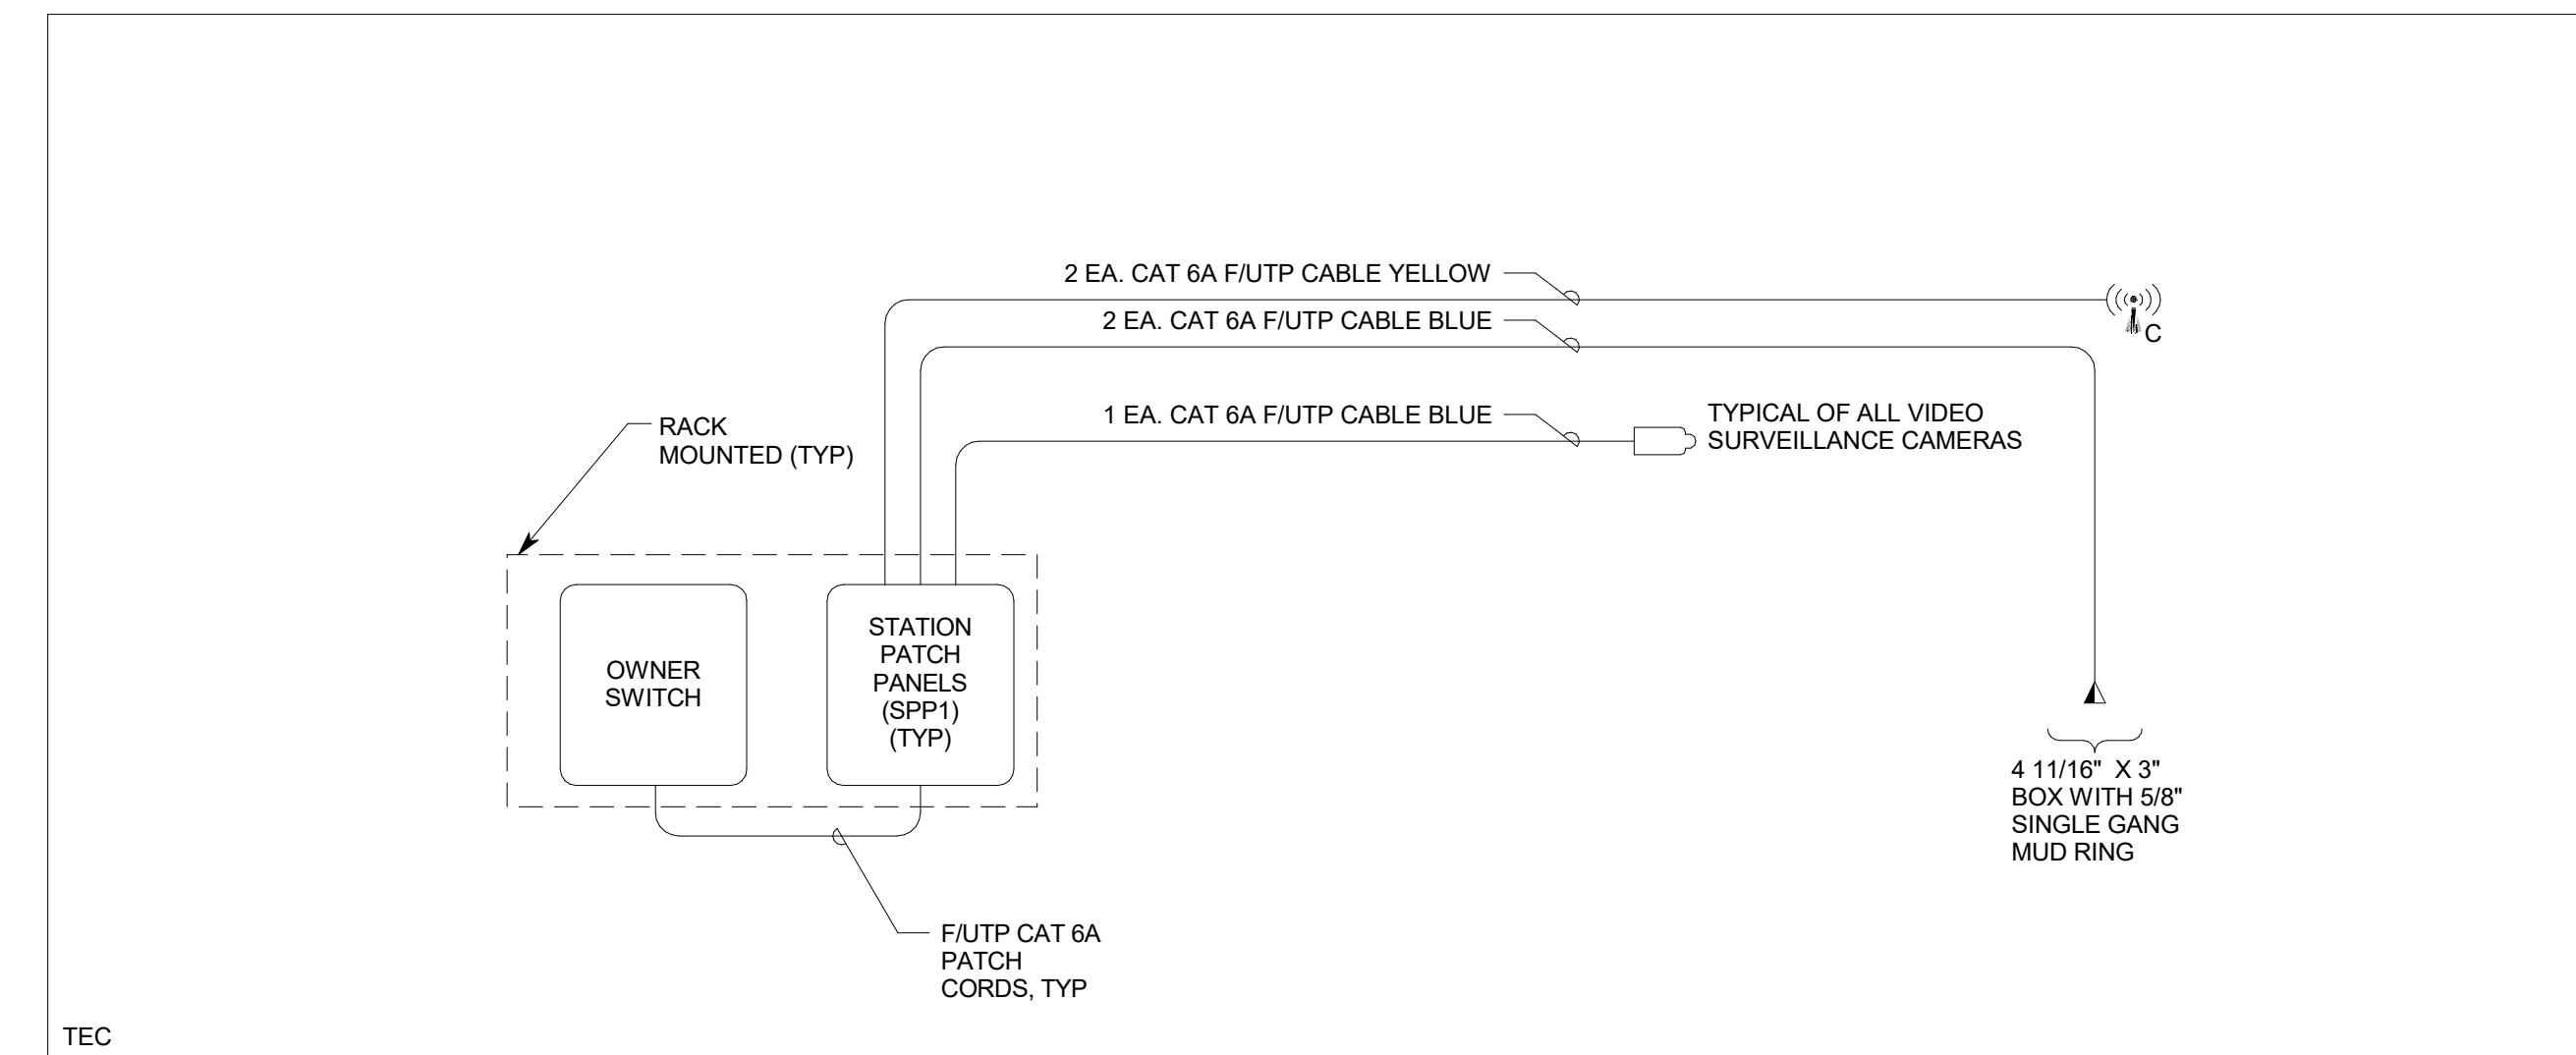 2 EA. CAT 6A F/UTP CABLE YELLOW
2 EA. CAT 6A F/UTP CABLE BLUE
C
1 EA. CAT 6A F/UTP CABLE BLUE
TYPICAL OF ALL VIDEO
SURVEILLANCE CAMERAS
RACK
MOUNTED (TYP)
OWNER
SWITCH
STATION
PATCH
PANELS
(SPP1)
(TYP)
4 11/16" X 3"
BOX WITH 5/8"
SINGLE GANG
MUD RING
F/UTP CAT 6A
PATCH
CORDS, TYP
TEC